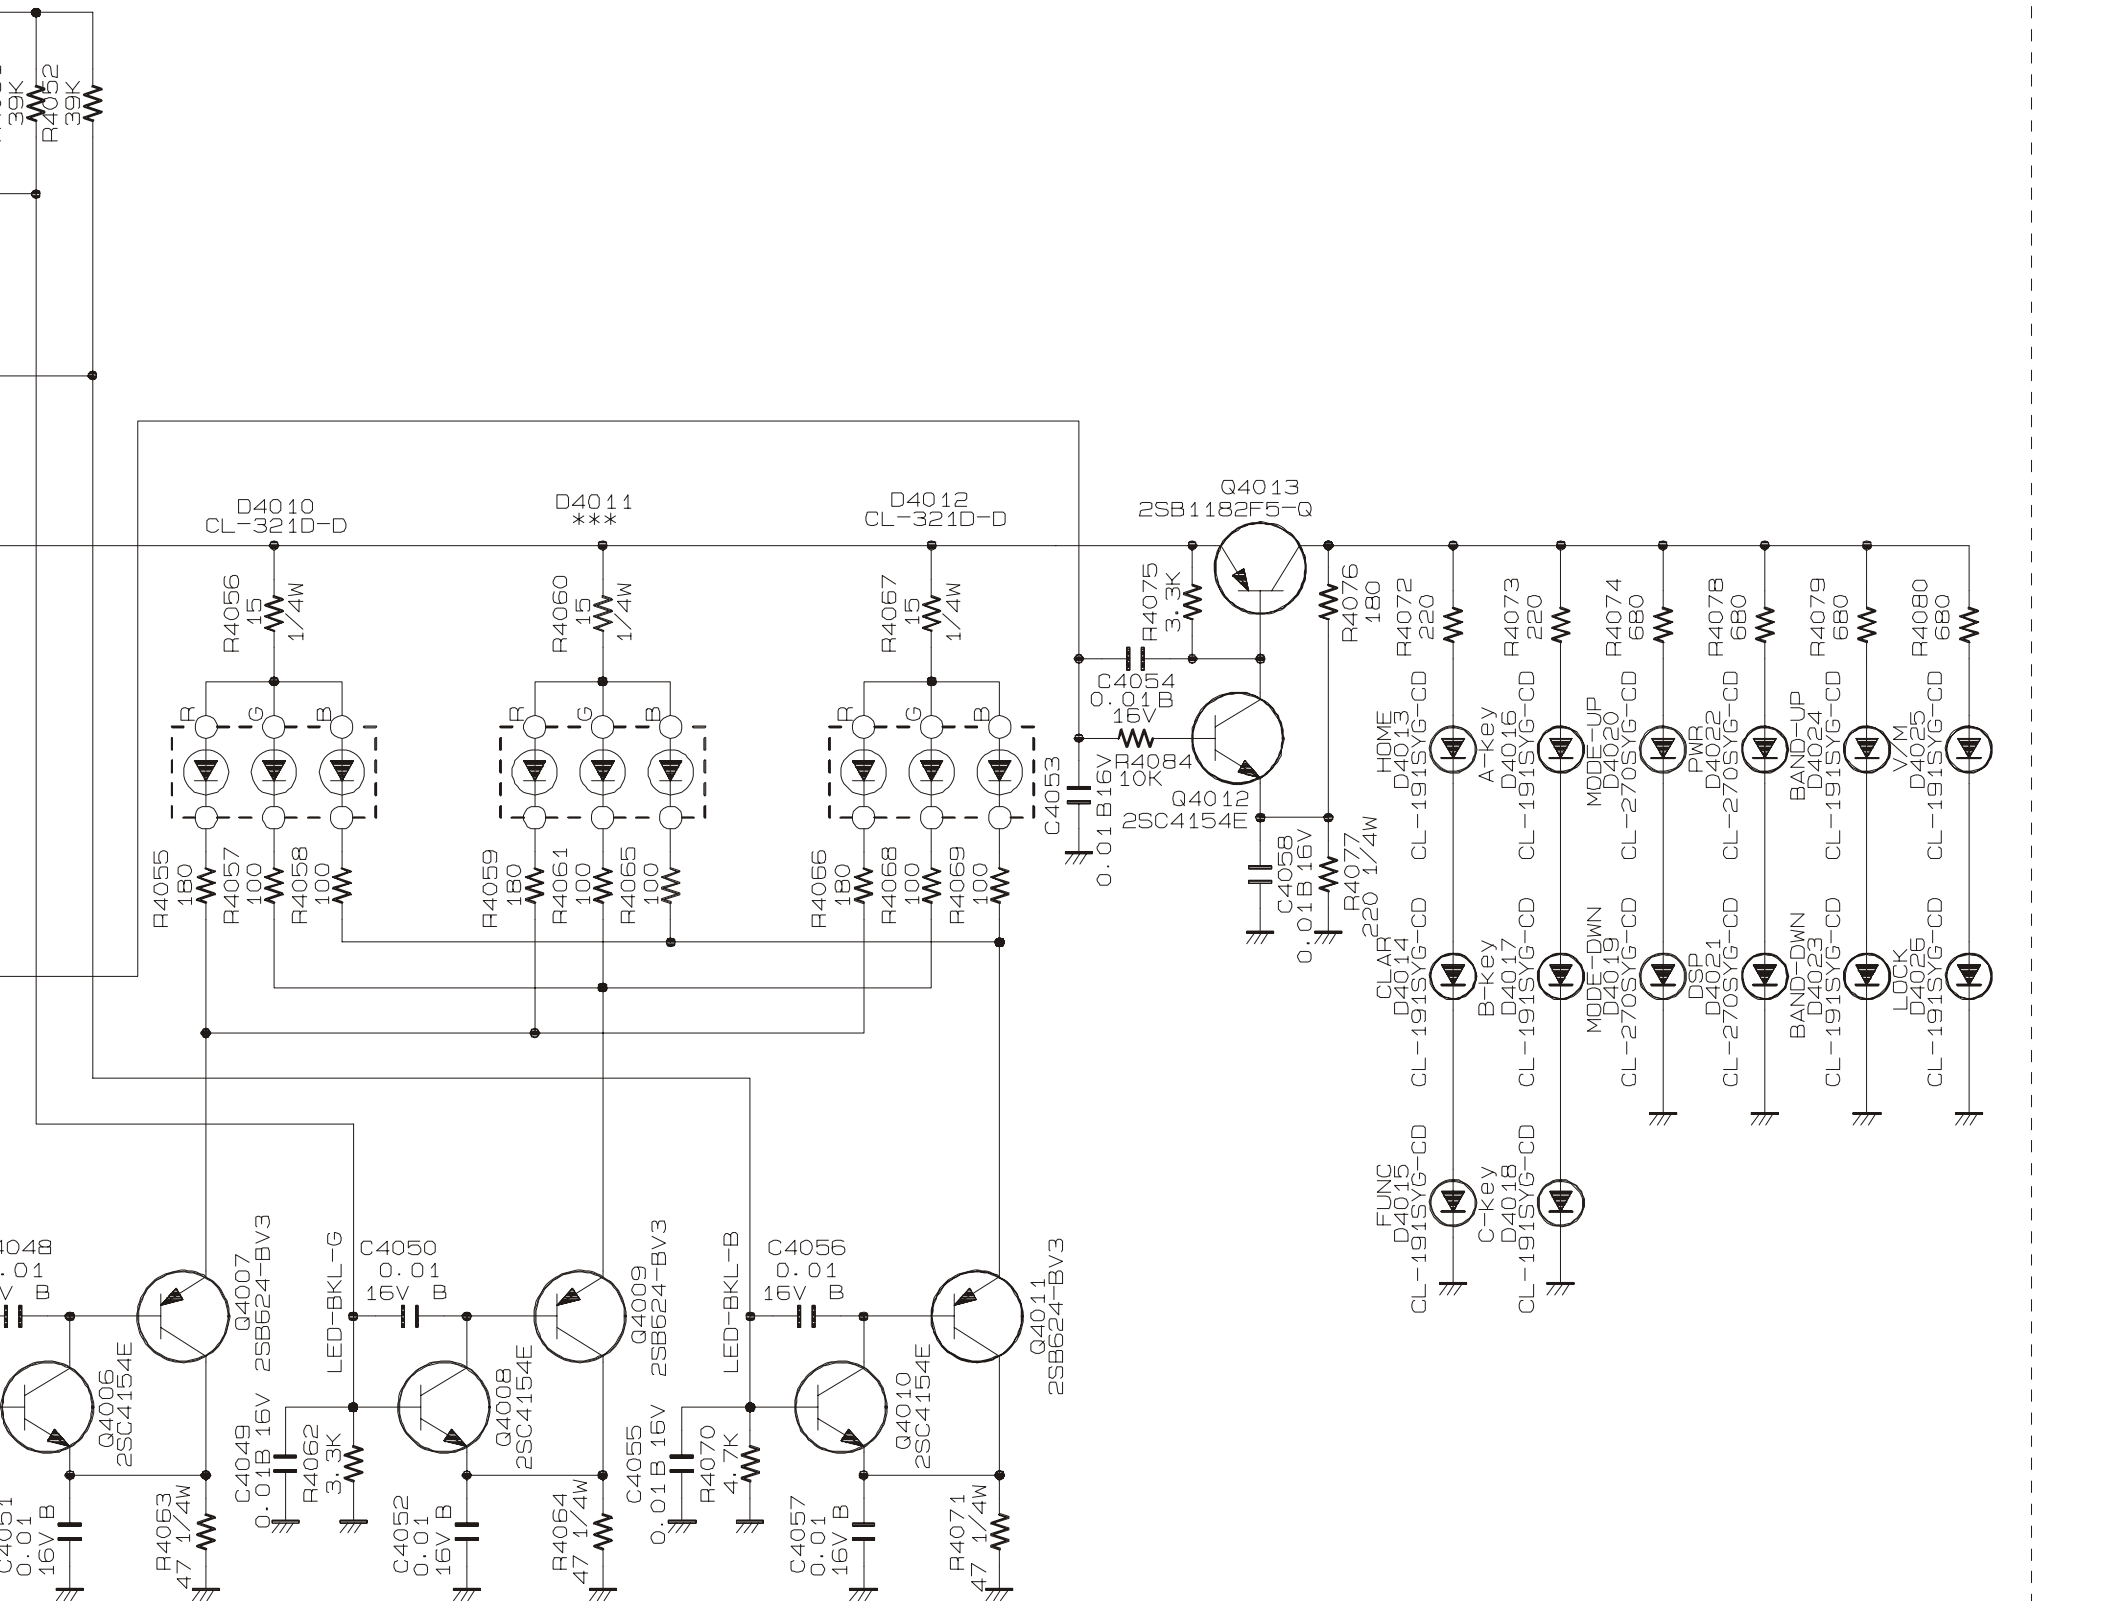 39K
R4052
39K
D4010
CL-321D-D
D4011
***
D4012
CL-321D-D
Q4013
2SB1182F5-Q
R4056
15
1/4W
R4060
15
1/4W
R4067
15
1/4W
R4075
3.3K
R4076
180
R4072
220
R4073
220
R4074
680
R4078
680
R4079
680
R4080
680
C4054
0.01B
16V
R4084
10K
Q4012
2SC4154E
C4053
0.01B16V
R
G
B
R
G
B
R
G
B
HOME
D4013
CL-191SYG-CD
A-Key
D4016
CL-191SYG-CD
MODE-UP
D4020
CL-270SYG-CD
PWR
D4022
CL-270SYG-CD
BAND-UP
D4024
CL-191SYG-CD
V/M
D4025
CL-191SYG-CD
R4055
180
R4057
100
R4058
100
R4059
180
R4061
100
R4065
100
R4066
180
R4068
100
R4069
100
C4058
0.01B16V
R4077
220 1/4W
CLAR
D4014
CL-191SYG-CD
B-Key
D4017
CL-191SYG-CD
MODE-DWN
D4019
CL-270SYG-CD
DSP
D4021
CL-270SYG-CD
BAND-DWN
D4023
CL-191SYG-CD
LOCK
D4026
CL-191SYG-CD
FUNC
D4015
CL-191SYG-CD
C-Key
D4018
CL-191SYG-CD
4048
.01
V B
Q4007
2SB624-BV3
LED-BKL-G
C4050
0.01
16V B
Q4009
2SB624-BV3
LED-BKL-B
C4056
0.01
16V B
Q4011
2SB624-BV3
Q4006
2SC4154E
C4049
0.01B 16V
R4062
3.3K
Q4008
2SC4154E
C4055
0.01B 16V
R4070
4.7K
Q4010
2SC4154E
C4051
0.01
16V B
R4063
47 1/4W
C4052
0.01
16V B
R4064
47 1/4W
C4057
0.01
16V B
R4071
47 1/4W